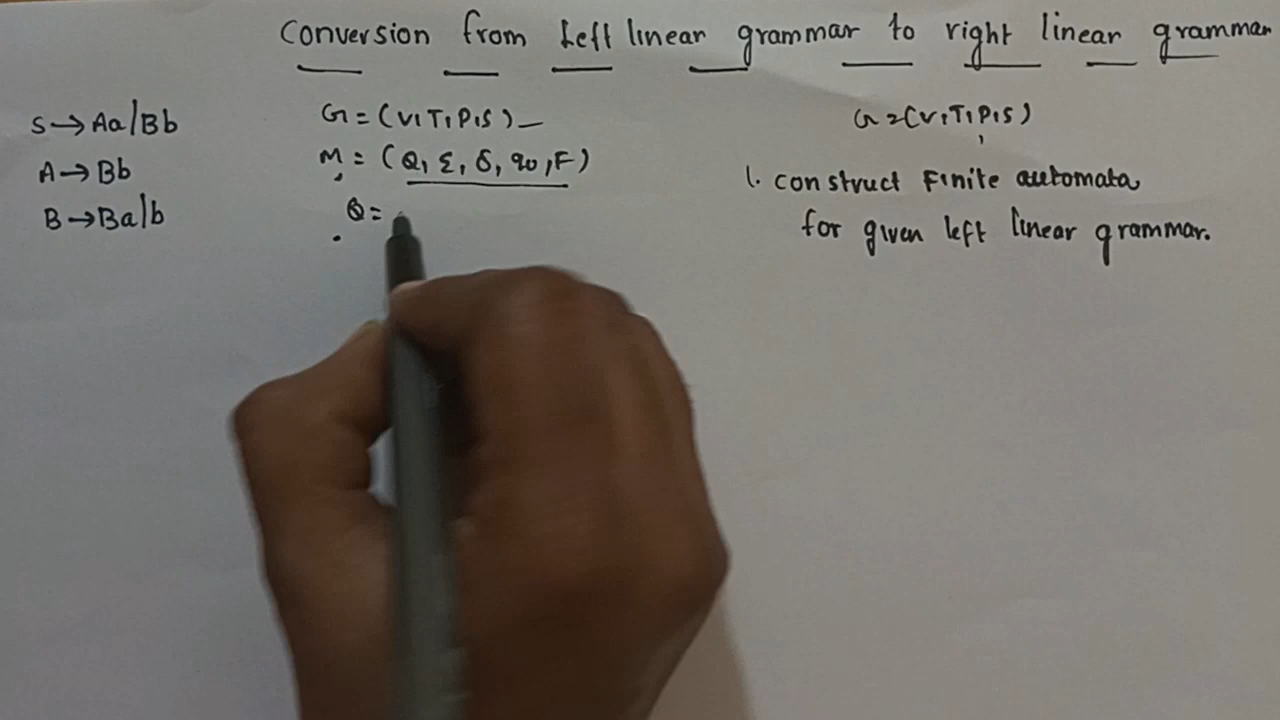 Conversion from left linear grammar to right linear grammar
S→Aa/Bb
A→Bb
B→Ba/b
G=(V,T,P,S)
M=(Q,Σ,δ,q0,F)
Q=
G=(V,T,P,S)
1. construct Finite automata
for given left linear grammar.